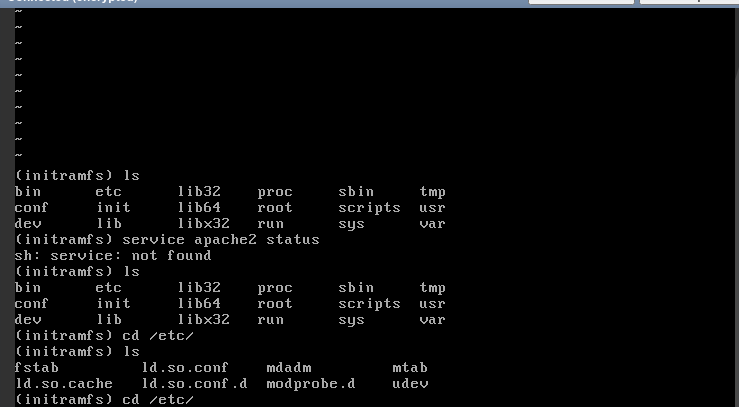 Connected (encrypted)
~
~
~
~
~
~
~
~
~
~
(initramfs) ls
bin etc lib32 proc sbin tmp
conf init lib64 root scripts usr
dev lib libx32 run sys var
(initramfs) service apache2 status
sh: service: not found
(initramfs) ls
bin etc lib32 proc sbin tmp
conf init lib64 root scripts usr
dev lib libx32 run sys var
(initramfs) cd /etc/
(initramfs) ls
fstab ld.so.conf mdadm mtab
ld.so.cache ld.so.conf.d modprobe.d udev
(initramfs) cd /etc/